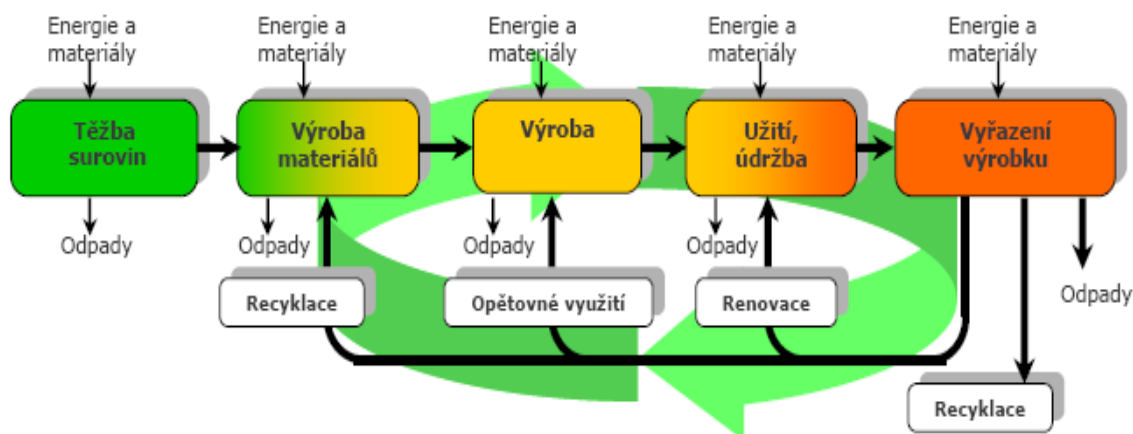 Energie a
materiály
Energie a
materiály
Energie a
materiály
Energie a
materiály
Energie a
materiály
Těžba
surovin
Výroba
materiálů
Výroba
Užití,
údržba
Vyřazení
výrobku
Odpady
Odpady
Odpady
Odpady
Odpady
Recyklace
Opětovné využití
Renovace
Recyklace